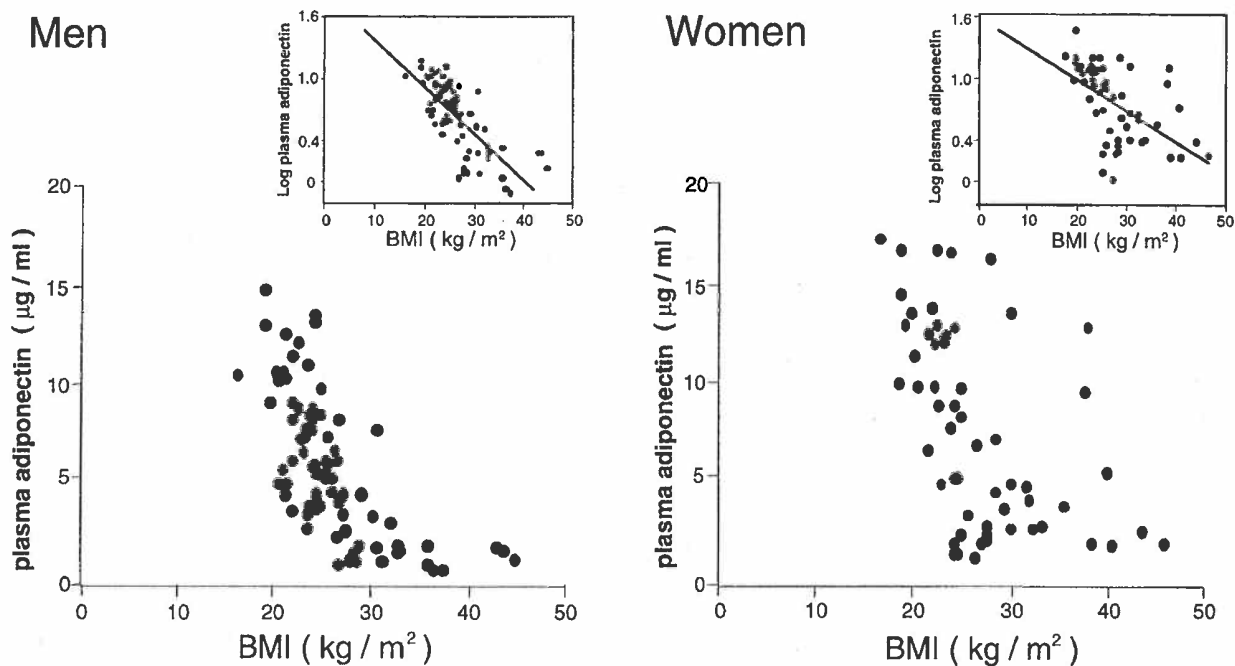 Men
1.6
1.0
0.4
0
Log plasma adiponectin
0 10 20 30 40 50
BMI ( kg / m² )
20
15
10
5
0
plasma adiponectin ( μg / ml )
0 10 20 30 40 50
BMI ( kg / m² )
Women
1.6
1.0
0.4
0
Log plasma adiponectin
0 10 20 30 40 50
BMI ( kg / m² )
20
15
10
5
0
plasma adiponectin ( μg / ml )
0 10 20 30 40 50
BMI ( kg / m² )